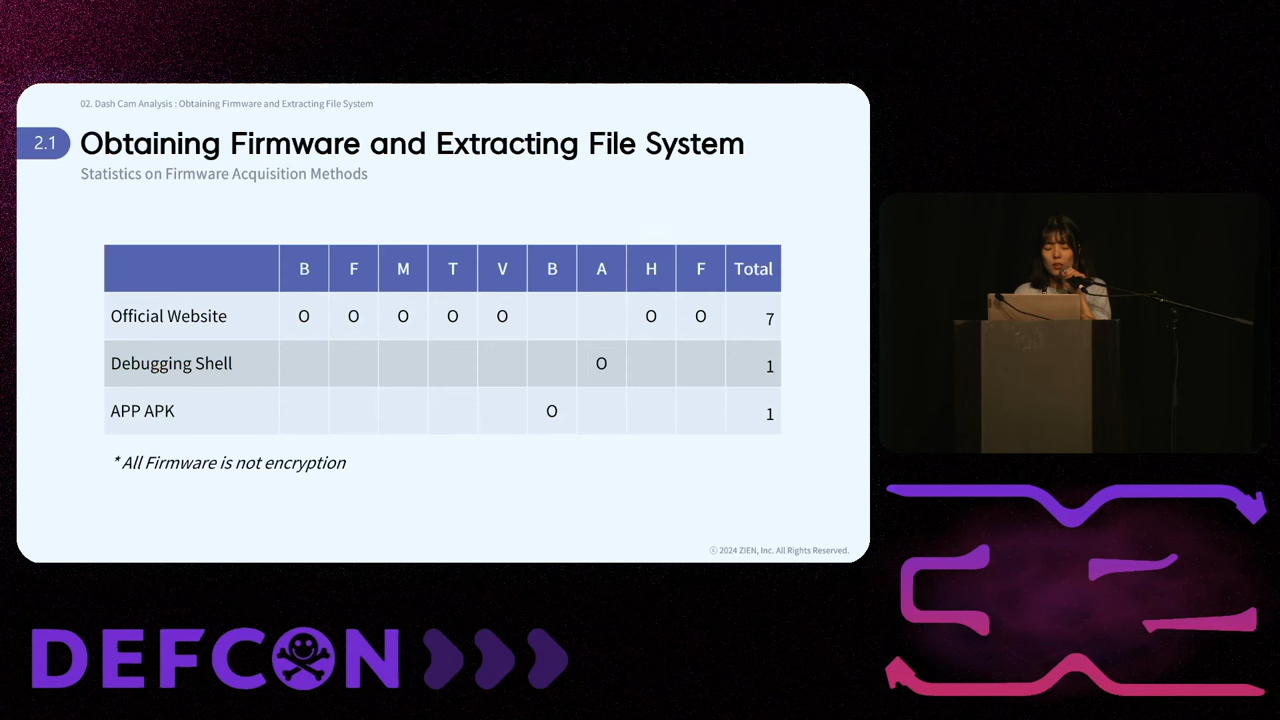 02. Dash Cam Analysis : Obtaining Firmware and Extracting File System
2.1 Obtaining Firmware and Extracting File System
Statistics on Firmware Acquisition Methods
B F M T V B A H F Total
Official Website O O O O O O O 7
Debugging Shell O 1
APP APK O 1
* All Firmware is not encryption
ⓒ 2024 ZIEN, Inc. All Rights Reserved.
DEFCON